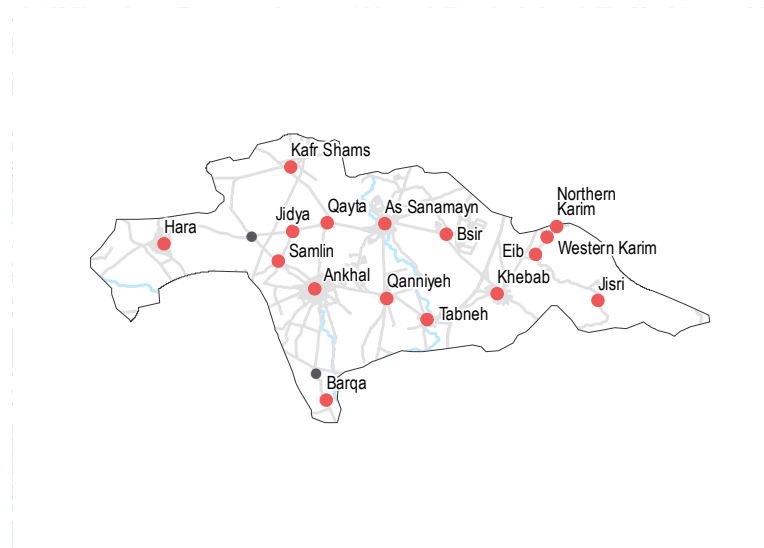 Kafr Shams
Northern
Karim
Hara
Jidya
Qayta
As Sanamayn
Bsir
Eib
Western Karim
Samlin
Ankhal
Qanniyeh
Khebab
Jisri
Tabneh
Barqa